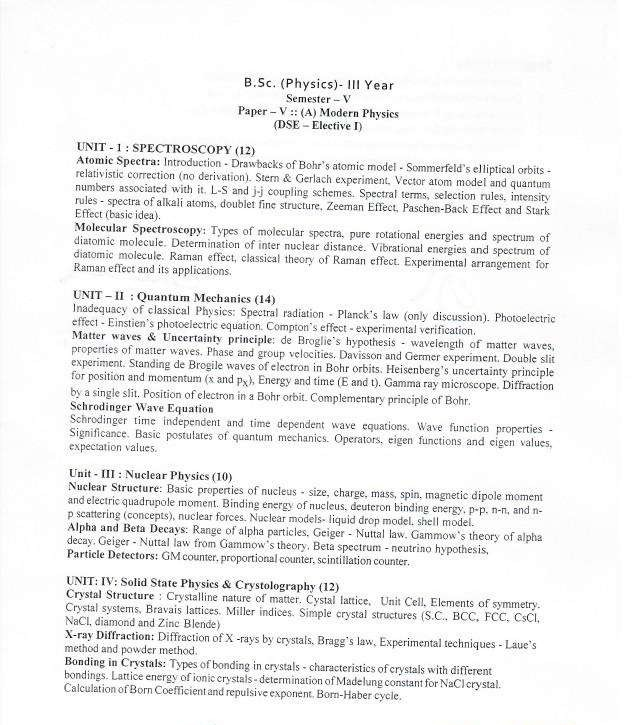 B.Sc. (Physics)- III Year
Semester – V
Paper – V :: (A) Modern Physics
(DSE – Elective I)
UNIT - I : SPECTROSCOPY (12)
Atomic Spectra: Introduction - Drawbacks of Bohr's atomic model - Sommerfeld's elliptical orbits -
relativistic correction (no derivation). Stern & Gerlach experiment, Vector atom model and quantum
numbers associated with it. L-S and j-j coupling schemes. Spectral terms, selection rules, intensity
rules - spectra of alkali atoms, doublet fine structure, Zeeman Effect, Paschen-Back Effect and Stark
Effect (basic idea).
Molecular Spectroscopy: Types of molecular spectra, pure rotational energies and spectrum of
diatomic molecule. Determination of inter nuclear distance. Vibrational energies and spectrum of
diatomic molecule. Raman effect, classical theory of Raman effect. Experimental arrangement for
Raman effect and its applications.
UNIT – II : Quantum Mechanics (14)
Inadequacy of classical Physics: Spectral radiation - Planck's law (only discussion). Photoelectric
effect - Einstien's photoelectric equation. Compton's effect - experimental verification.
Matter waves & Uncertainty principle: de Broglie's hypothesis - wavelength of matter waves,
properties of matter waves. Phase and group velocities. Davisson and Germer experiment. Double slit
experiment. Standing de Brogile waves of electron in Bohr orbits. Heisenberg's uncertainty principle
for position and momentum (x and pₓ), Energy and time (E and t). Gamma ray microscope. Diffraction
by a single slit. Position of electron in a Bohr orbit. Complementary principle of Bohr.
Schrodinger Wave Equation
Schrodinger time independent and time dependent wave equations. Wave function properties -
Significance. Basic postulates of quantum mechanics. Operators, eigen functions and eigen values,
expectation values.
Unit - III : Nuclear Physics (10)
Nuclear Structure: Basic properties of nucleus - size, charge, mass, spin, magnetic dipole moment
and electric quadrupole moment. Binding energy of nucleus, deuteron binding energy, p-p, n-n, and n-
p scattering (concepts), nuclear forces. Nuclear models- liquid drop model, shell model.
Alpha and Beta Decays: Range of alpha particles, Geiger - Nuttal law. Gammow's theory of alpha
decay. Geiger - Nuttal law from Gammow's theory. Beta spectrum - neutrino hypothesis,
Particle Detectors: GM counter, proportional counter, scintillation counter.
UNIT: IV: Solid State Physics & Crystolography (12)
Crystal Structure : Crystalline nature of matter. Cystal lattice, Unit Cell, Elements of symmetry.
Crystal systems, Bravais lattices. Miller indices. Simple crystal structures (S.C., BCC, FCC, CsCl,
NaCl, diamond and Zinc Blende)
X-ray Diffraction: Diffraction of X -rays by crystals, Bragg's law, Experimental techniques - Laue's
method and powder method.
Bonding in Crystals: Types of bonding in crystals - characteristics of crystals with different
bondings. Lattice energy of ionic crystals - determination of Madelung constant for NaCl crystal.
Calculation of Born Coefficient and repulsive exponent. Born-Haber cycle.